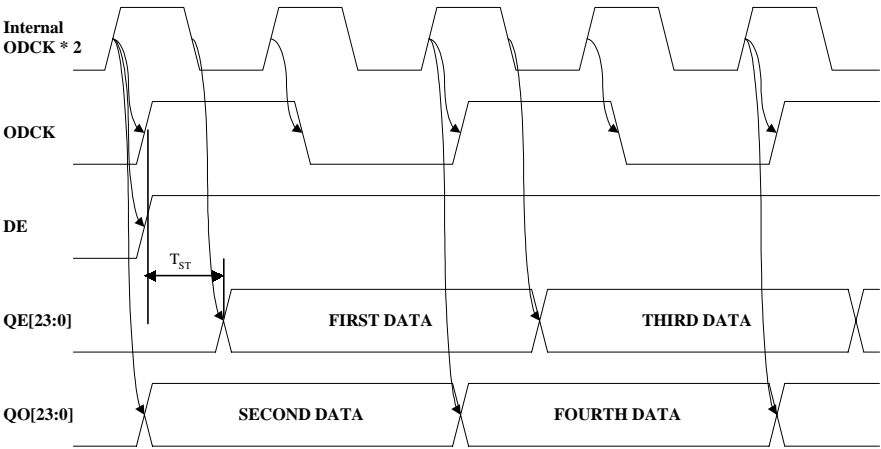 Internal
ODCK * 2
ODCK
DE
T_ST
QE[23:0]
FIRST DATA
THIRD DATA
QO[23:0]
SECOND DATA
FOURTH DATA